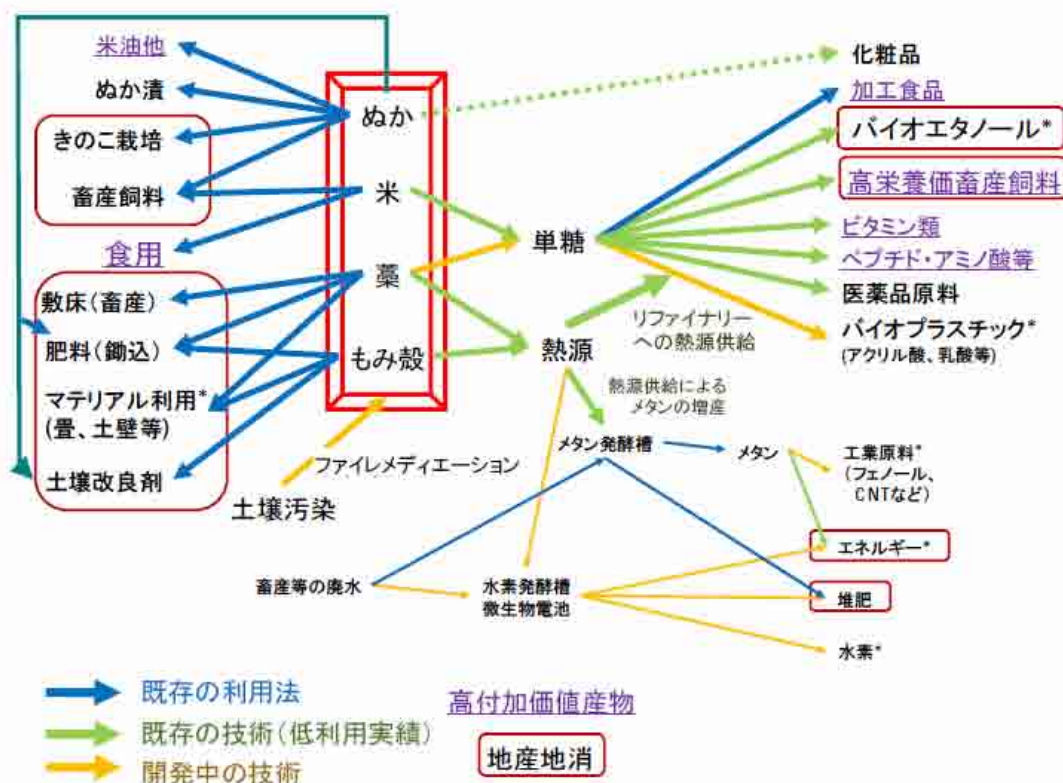 米油他
ぬか漬
きのこ栽培
畜産飼料
食用
敷床(畜産)
肥料(鋤込)
マテリアル利用*
(畳、土壁等)
土壌改良剤
ぬか
米
藁
もみ殻
ファイレメディエーション
土壌汚染
単糖
熱源
リファイナリー
への熱源供給
熱源供給による
メタンの増産
化粧品
加工食品
バイオエタノール*
高栄養価畜産飼料
ビタミン類
ペプチド・アミノ酸等
医薬品原料
バイオプラスチック*
(アクリル酸、乳酸等)
メタン発酵槽
メタン
工業原料*
(フェノール、
CNTなど)
エネルギー*
畜産等の廃水
水素発酵槽
微生物電池
堆肥
水素*
既存の利用法
既存の技術(低利用実績)
開発中の技術
高付加価値産物
地産地消